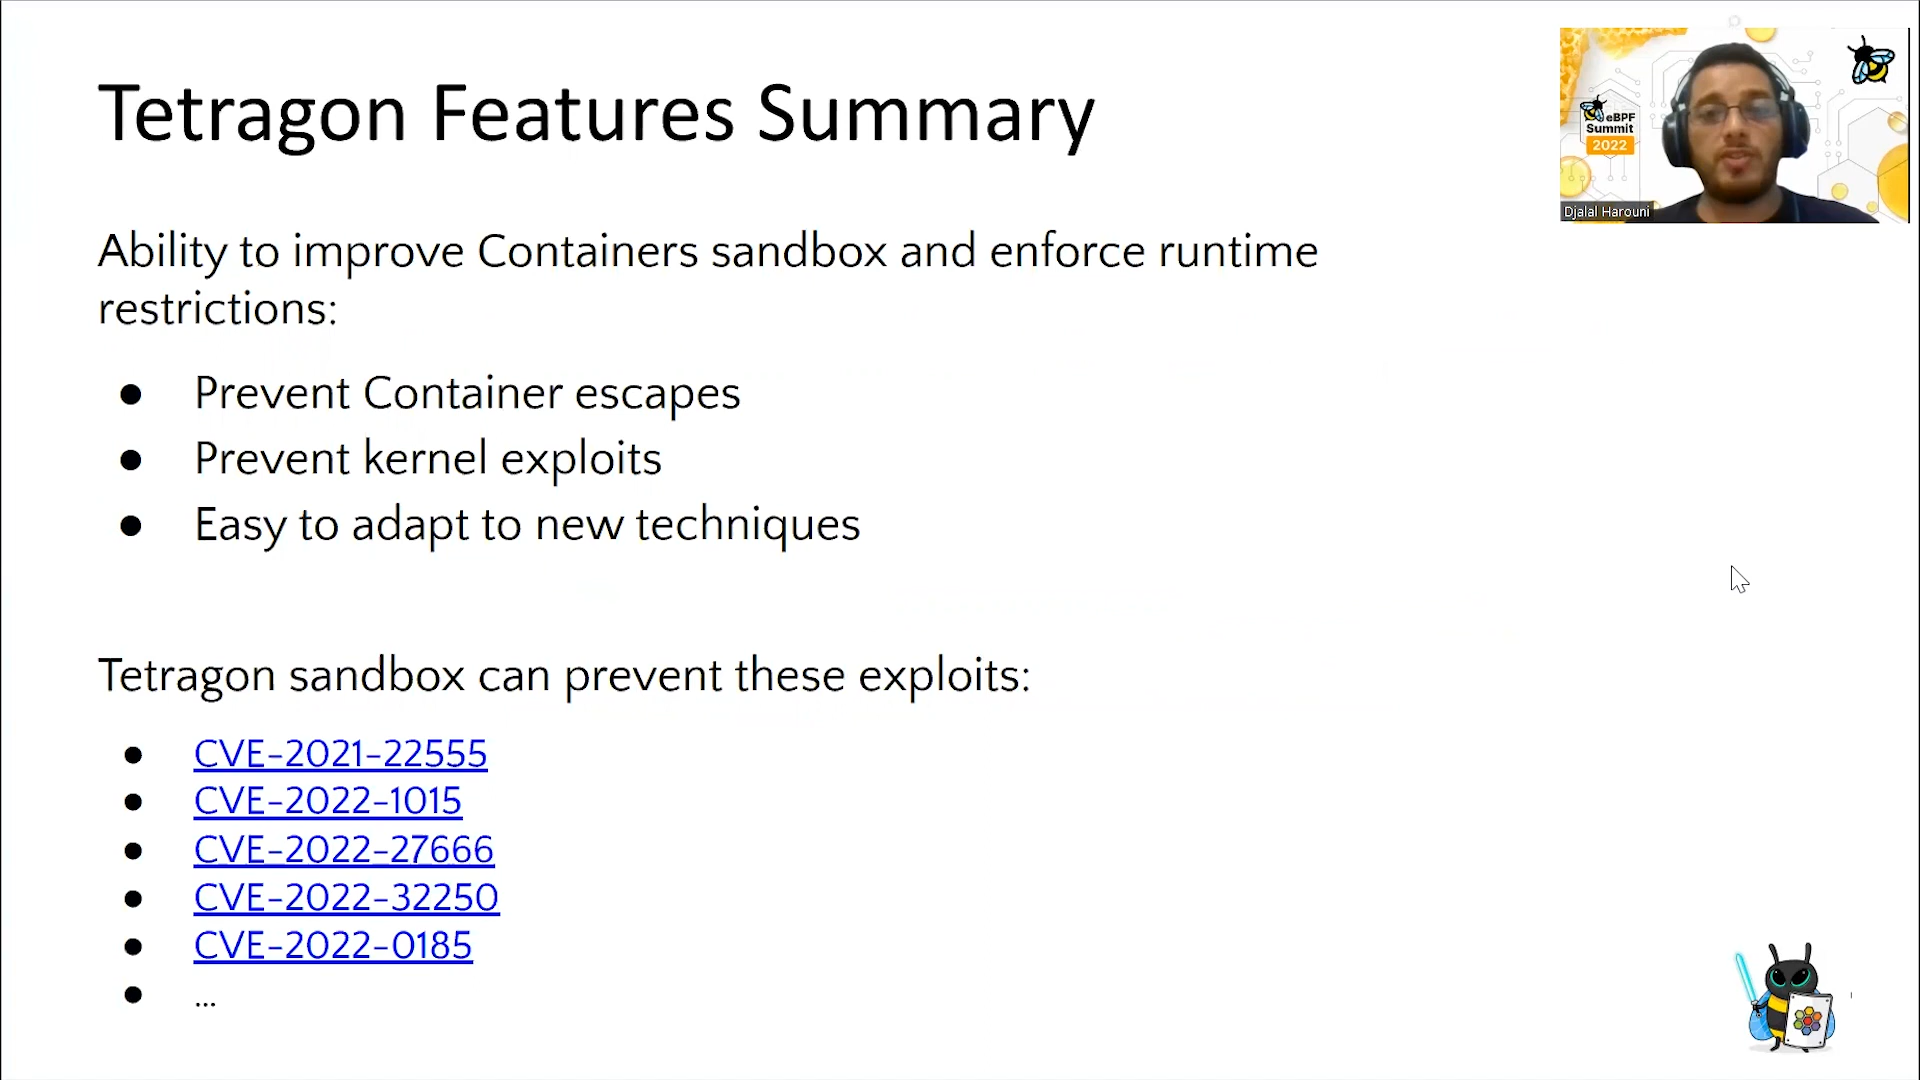 Tetragon Features Summary
eBPF
Summit
2022
Djalal Harouni
Ability to improve Containers sandbox and enforce runtime
restrictions:
● Prevent Container escapes
● Prevent kernel exploits
● Easy to adapt to new techniques
Tetragon sandbox can prevent these exploits:
● CVE-2021-22555
● CVE-2022-1015
● CVE-2022-27666
● CVE-2022-32250
● CVE-2022-0185
● ...